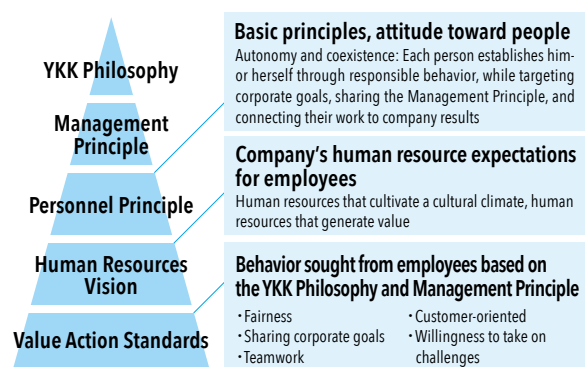 YKK Philosophy
Management
Principle
Personnel Principle
Human Resources
Vision
Value Action Standards
Basic principles, attitude toward people
Autonomy and coexistence: Each person establishes him-
or herself through responsible behavior, while targeting
corporate goals, sharing the Management Principle, and
connecting their work to company results
Company's human resource expectations
for employees
Human resources that cultivate a cultural climate, human
resources that generate value
Behavior sought from employees based on
the YKK Philosophy and Management Principle
・Fairness
・Sharing corporate goals
・Teamwork
・Customer-oriented
・Willingness to take on
challenges